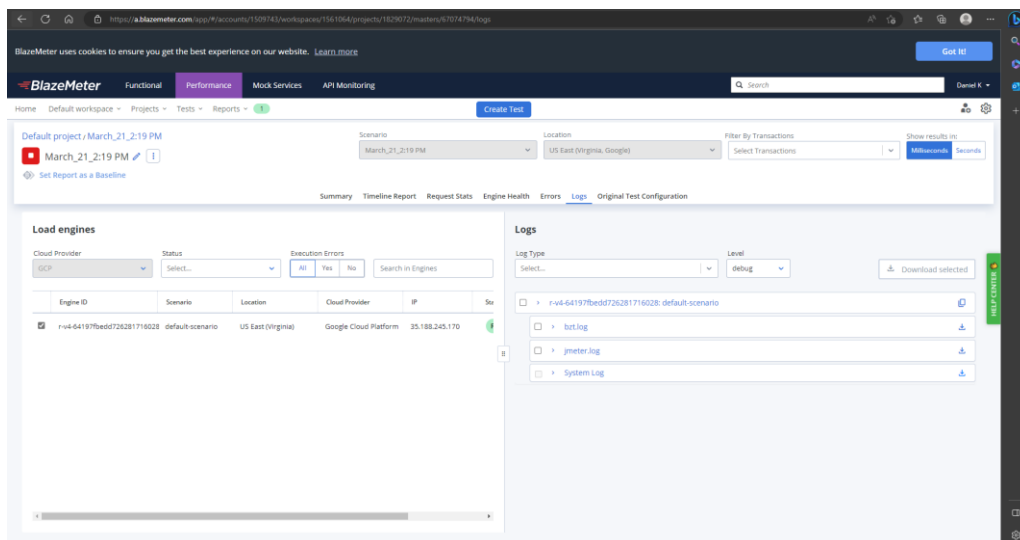 https://a.blazemeter.com/app/#/accounts/1509743/workspaces/1561064/projects/1829072/masters/67074794/logs
BlazeMeter uses cookies to ensure you get the best experience on our website. Learn more
Got It!
BlazeMeter Functional Performance Mock Services API Monitoring Search Daniel K
Home Default workspace Projects Tests Reports 1 Create Test
Default project / March_21_2:19 PM
March_21_2:19 PM
Set Report as a Baseline
Scenario Location Filter By Transactions Show results in:
March_21_2:19 PM US East (Virginia, Google) Select Transactions Milliseconds Seconds
Summary Timeline Report Request Stats Engine Health Errors Logs Original Test Configuration
Load engines
Cloud Provider Status Execution Errors
GCP Select... All Yes No Search in Engines
Engine ID Scenario Location Cloud Provider IP Sta
r-v4-64197fbedd726281716028 default-scenario US East (Virginia) Google Cloud Platform 35.188.245.170
Logs
Log Type Level
Select... debug Download selected
r-v4-64197fbedd726281716028: default-scenario
bzt.log
jmeter.log
System Log
HELP CENTER